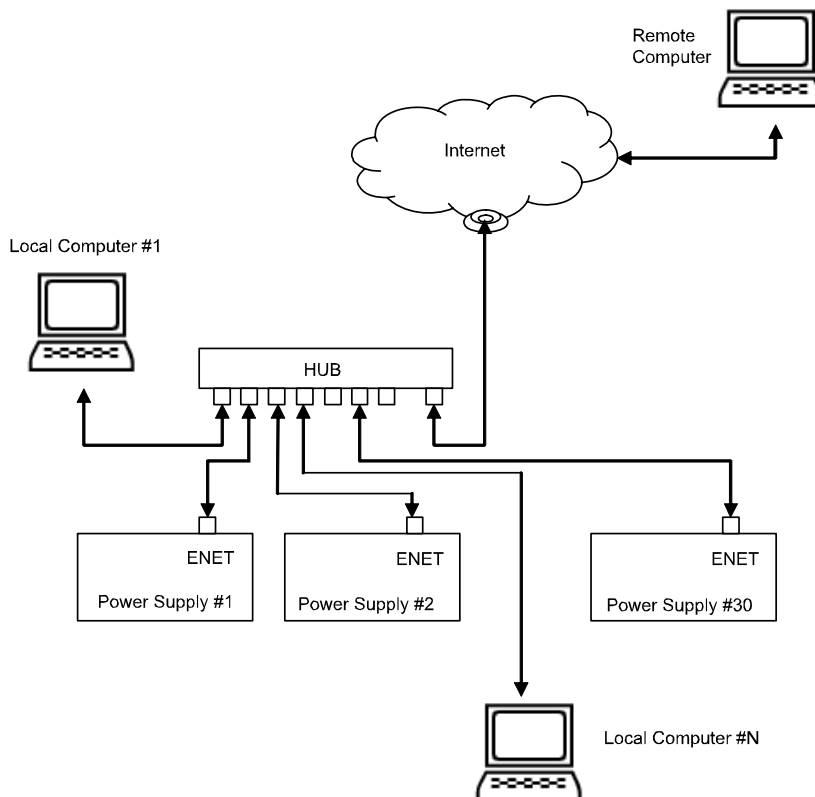 Remote
Computer
Internet
Local Computer #1
HUB
ENET
Power Supply #1
ENET
Power Supply #2
ENET
Power Supply #30
Local Computer #N